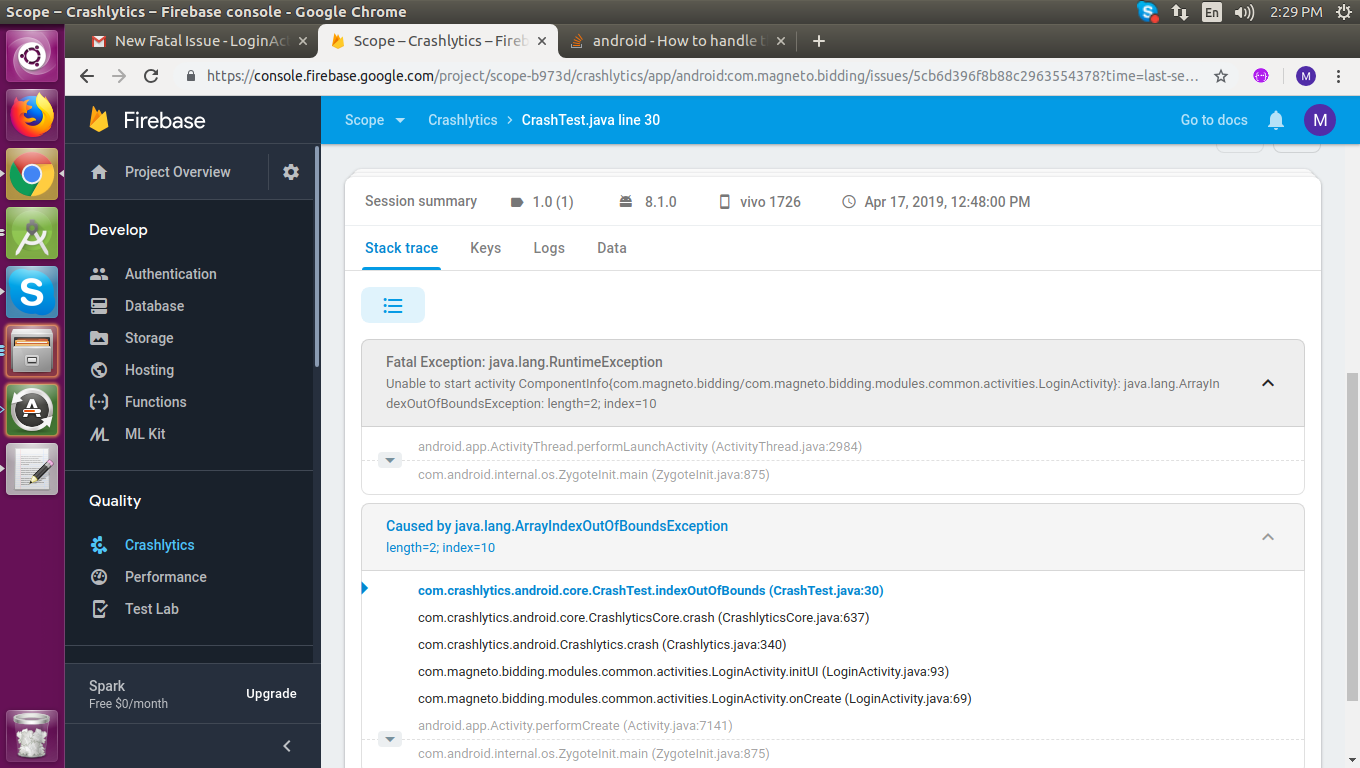 Scope – Crashlytics – Firebase console - Google Chrome
En
2:29 PM
New Fatal Issue - LoginAc
Scope – Crashlytics – Fireb
android - How to handle t
https://console.firebase.google.com/project/scope-b973d/crashlytics/app/android:com.magneto.bidding/issues/5cb6d396f8b88c2963554378?time=last-se...
M
Firebase
Scope
Crashlytics
CrashTest.java line 30
Go to docs
M
Project Overview
Develop
Authentication
Database
Storage
Hosting
Functions
ML Kit
Quality
Crashlytics
Performance
Test Lab
Spark
Free $0/month
Upgrade
Session summary
1.0 (1)
8.1.0
vivo 1726
Apr 17, 2019, 12:48:00 PM
Stack trace
Keys
Logs
Data
Fatal Exception: java.lang.RuntimeException
Unable to start activity ComponentInfo{com.magneto.bidding/com.magneto.bidding.modules.common.activities.LoginActivity}: java.lang.ArrayIn
dexOutOfBoundsException: length=2; index=10
android.app.ActivityThread.performLaunchActivity (ActivityThread.java:2984)
com.android.internal.os.ZygoteInit.main (ZygoteInit.java:875)
Caused by java.lang.ArrayIndexOutOfBoundsException
length=2; index=10
com.crashlytics.android.core.CrashTest.indexOutOfBounds (CrashTest.java:30)
com.crashlytics.android.core.CrashlyticsCore.crash (CrashlyticsCore.java:637)
com.crashlytics.android.Crashlytics.crash (Crashlytics.java:340)
com.magneto.bidding.modules.common.activities.LoginActivity.initUI (LoginActivity.java:93)
com.magneto.bidding.modules.common.activities.LoginActivity.onCreate (LoginActivity.java:69)
android.app.Activity.performCreate (Activity.java:7141)
com.android.internal.os.ZygoteInit.main (ZygoteInit.java:875)